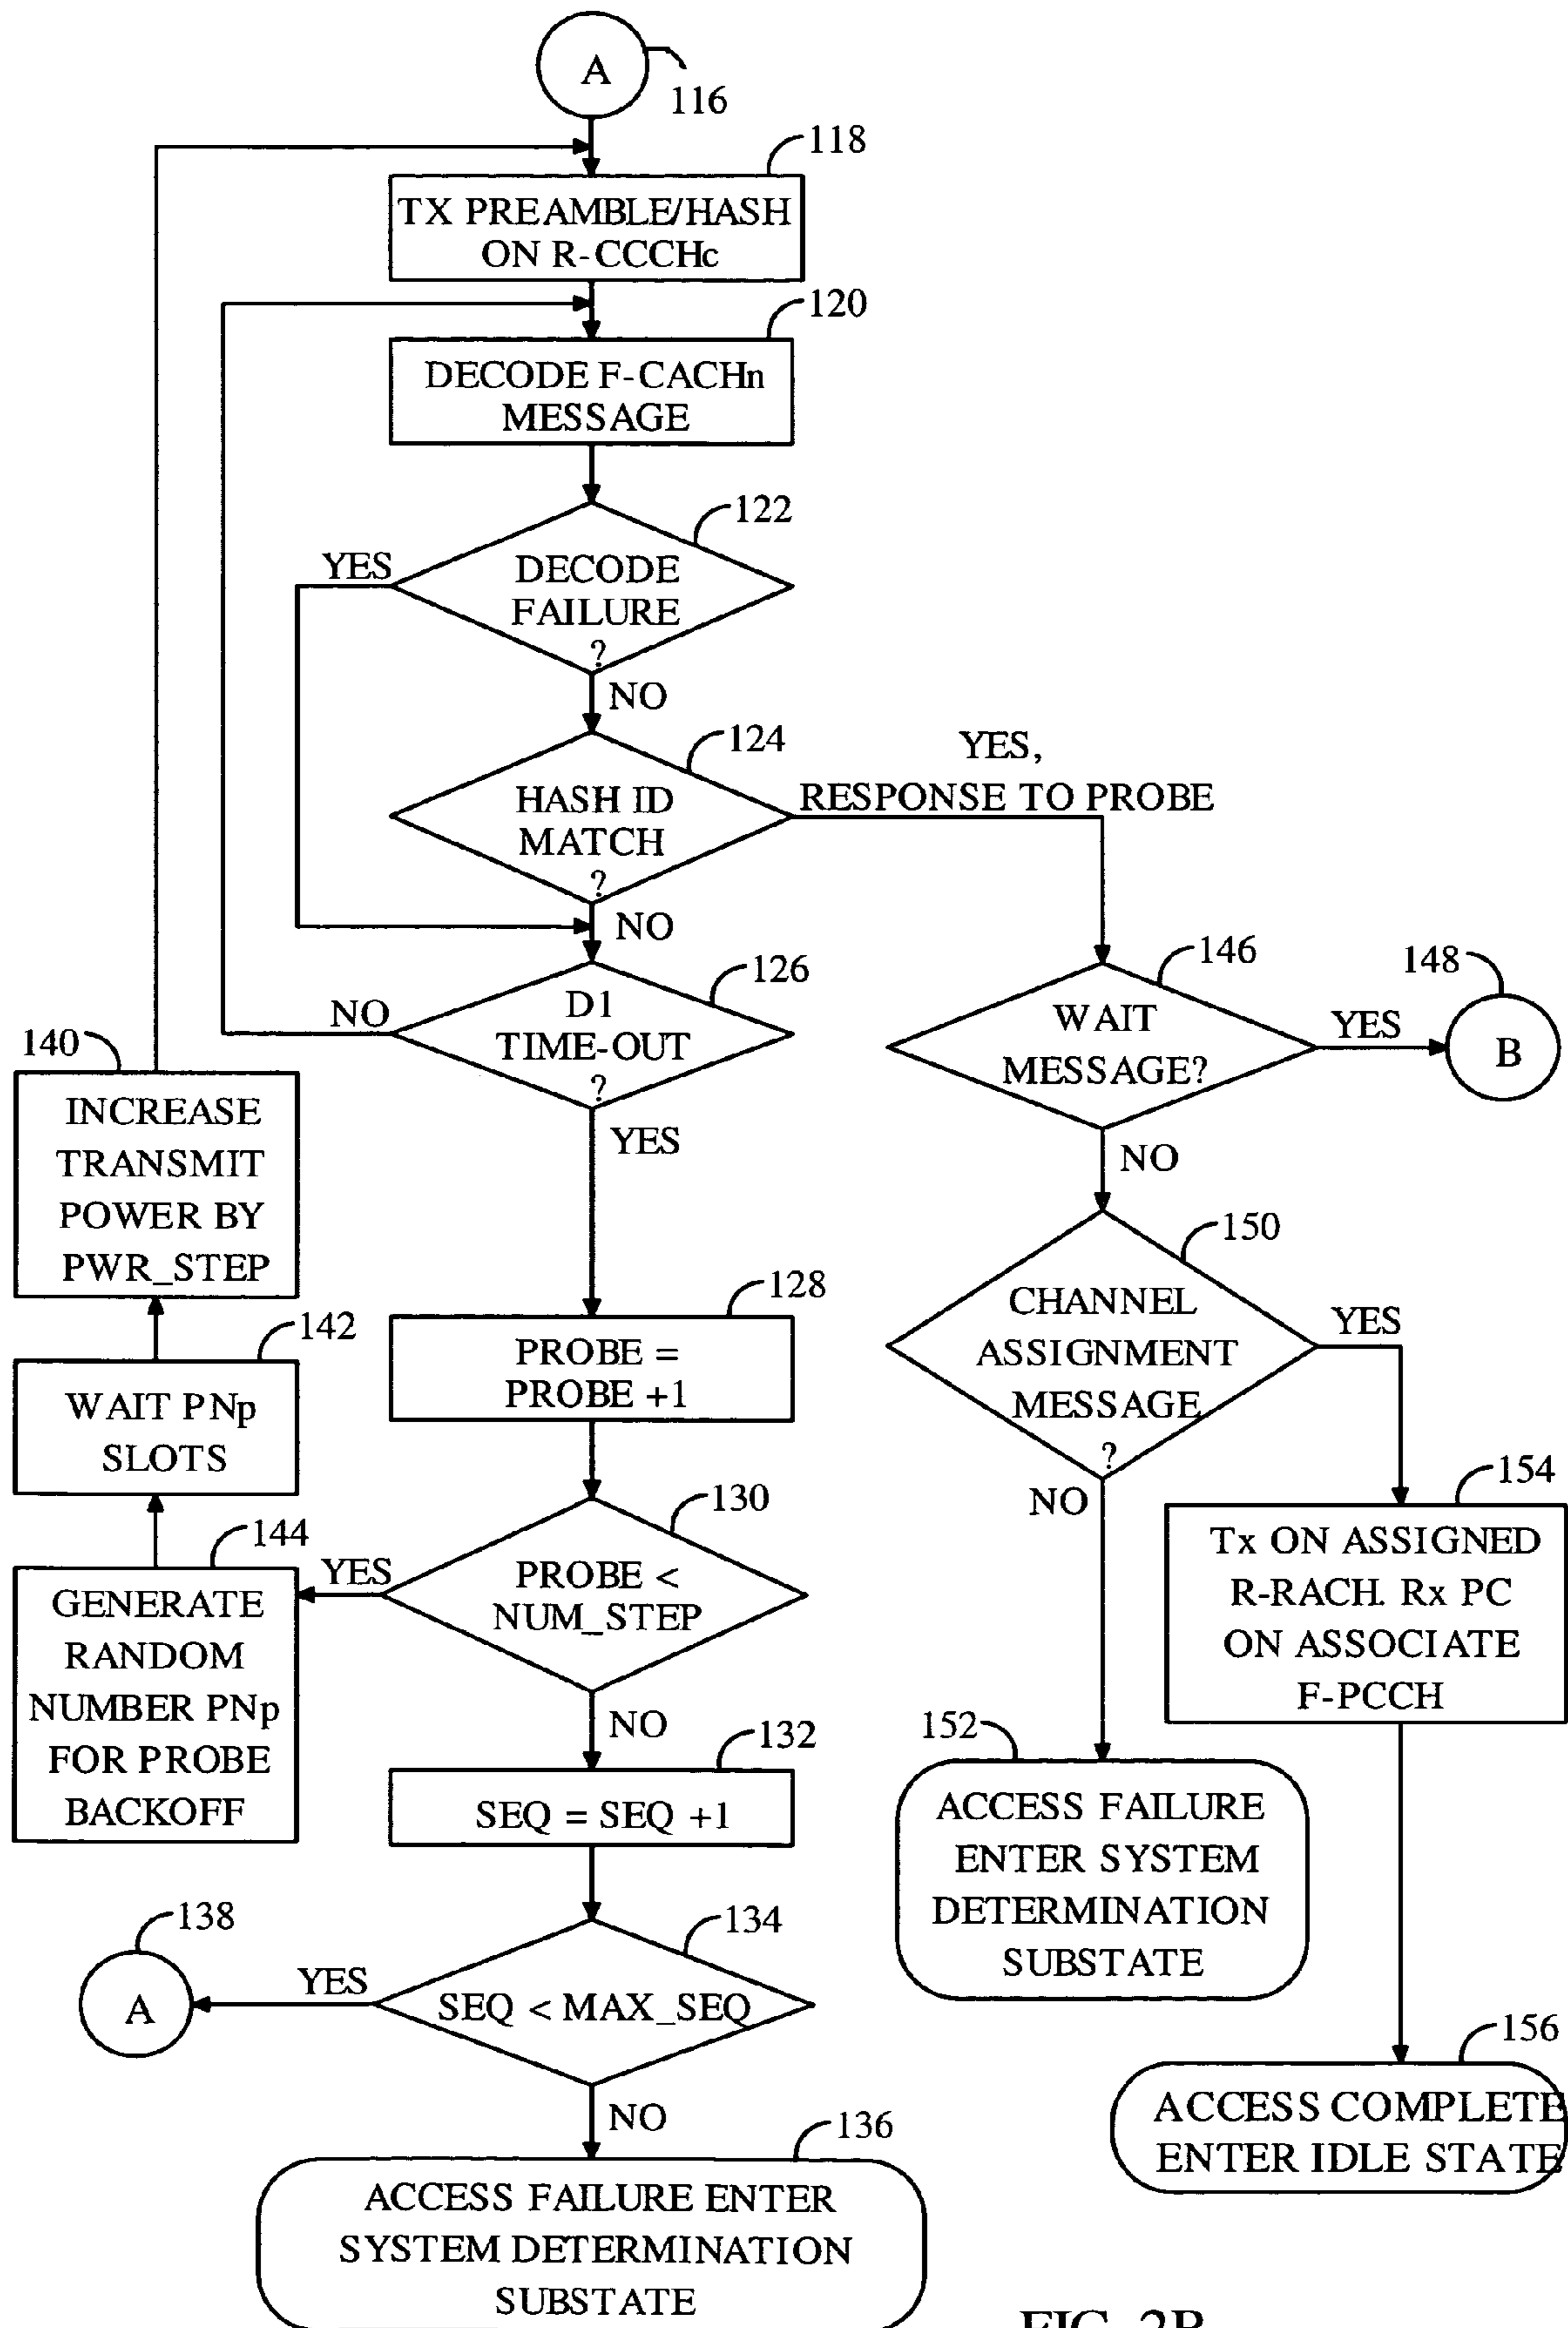 A
116
118
TX PREAMBLE/HASH
ON R-CCCHc
120
DECODE F-CACHn
MESSAGE
122
YES
DECODE
FAILURE
?
NO
124
HASH ID
MATCH
?
YES,
RESPONSE TO PROBE
NO
126
D1
TIME-OUT
?
NO
YES
146
WAIT
MESSAGE?
YES
148
B
NO
140
INCREASE
TRANSMIT
POWER BY
PWR_STEP
128
PROBE =
PROBE +1
150
CHANNEL
ASSIGNMENT
MESSAGE
?
YES
NO
142
WAIT PNp
SLOTS
130
PROBE <
NUM_STEP
YES
NO
144
GENERATE
RANDOM
NUMBER PNp
FOR PROBE
BACKOFF
154
Tx ON ASSIGNED
R-RACH. Rx PC
ON ASSOCIATE
F-PCCH
132
SEQ = SEQ +1
152
ACCESS FAILURE
ENTER SYSTEM
DETERMINATION
SUBSTATE
134
SEQ < MAX_SEQ
YES
138
A
NO
156
ACCESS COMPLETE
ENTER IDLE STATE
136
ACCESS FAILURE ENTER
SYSTEM DETERMINATION
SUBSTATE
FIG. 2B